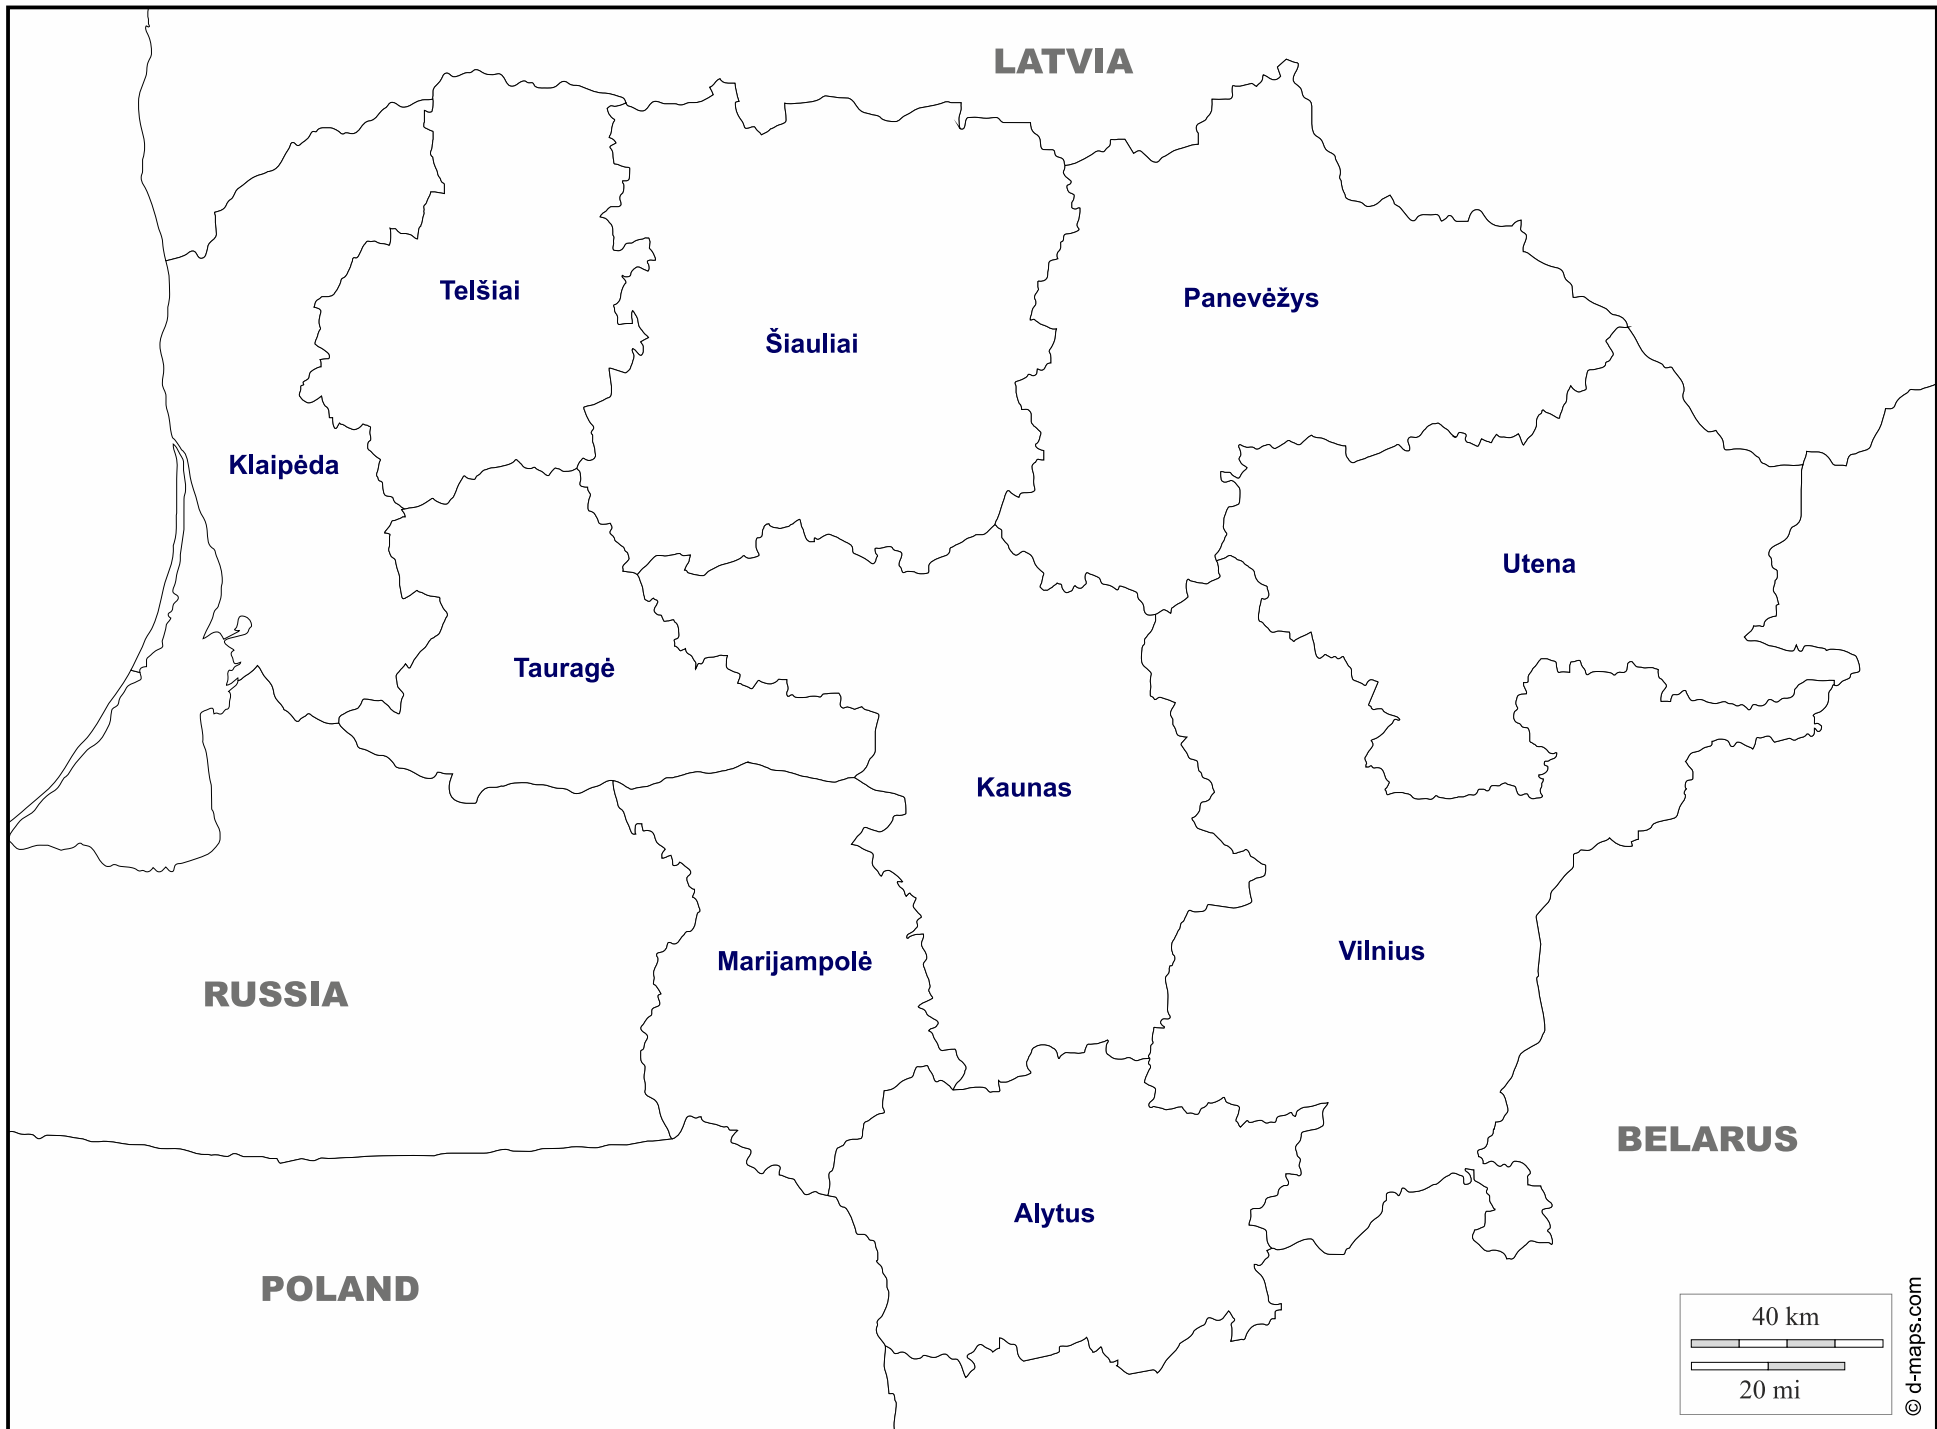 LATVIA
Telšiai
Panevėžys
Šiauliai
Klaipėda
Utena
Tauragė
Kaunas
Vilnius
Marijampolė
RUSSIA
BELARUS
Alytus
POLAND
40 km
20 mi
© d-maps.com